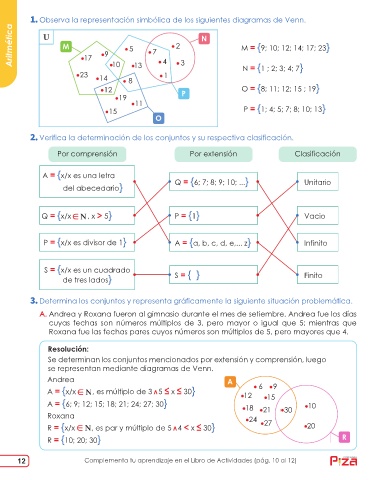 Aritmética
1. Observa la representación simbólica de los siguientes diagramas de Venn.
U
M
N
•17 •9 •5 •7 •2
•10 •13 •4 •3
•23 •14 •8 •1
•12 P
•19 •11
•15
O
M = {9; 10; 12; 14; 17; 23}
N = {1 ; 2; 3; 4; 7}
O = {8; 11; 12; 15 ; 19}
P = {1; 4; 5; 7; 8; 10; 13}
2. Verifica la determinación de los conjuntos y su respectiva clasificación.
Por comprensión Por extensión Clasificación
A = {x/x es una letra
del abecedario}
Q = {6; 7; 8; 9; 10; ...} Unitario
Q = {x/x ∈ N, x > 5} P = {1} Vacío
P = {x/x es divisor de 1} A = {a, b, c, d, e,... z} Infinito
S = {x/x es un cuadrado
de tres lados}
S = { } Finito
3. Determina los conjuntos y representa gráficamente la siguiente situación problemática.
A. Andrea y Roxana fueron al gimnasio durante el mes de setiembre. Andrea fue los días
cuyas fechas son números múltiplos de 3, pero mayor o igual que 5; mientras que
Roxana fue las fechas pares cuyos números son múltiplos de 5, pero mayores que 4.
Resolución:
Se determinan los conjuntos mencionados por extensión y comprensión, luego
se representan mediante diagramas de Venn.
Andrea
A = {x/x ∈ N, es múltiplo de 3 ∧ 5 ≤ x ≤ 30}
A = {6; 9; 12; 15; 18; 21; 24; 27; 30}
Roxana
R = {x/x ∈ N, es par y múltiplo de 5 ∧ 4 < x ≤ 30}
R = {10; 20; 30}
A
•6 •9
•12 •15
•18 •21 •30 •10
•24 •27 •20
R
12 Complementa tu aprendizaje en el Libro de Actividades (pág. 10 al 12)